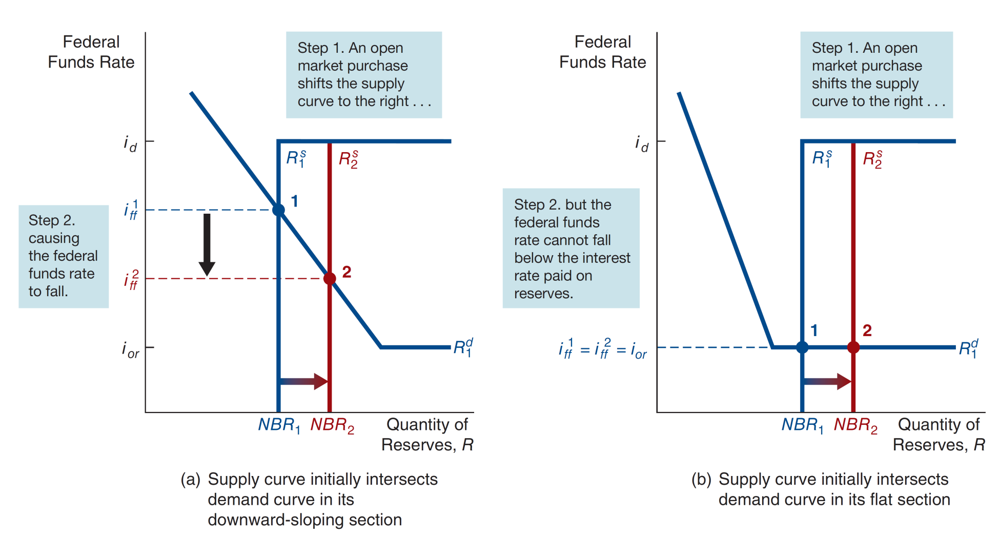 Federal
Funds Rate
Step 1. An open
market purchase
shifts the supply
curve to the right . . .
i_d
R_1^s
R_2^s
1
i_ff^1
Step 2.
causing
the federal
funds rate
to fall.
2
i_ff^2
i_or
R_1^d
NBR_1
NBR_2
Quantity of
Reserves, R
(a) Supply curve initially intersects
demand curve in its
downward-sloping section
Federal
Funds Rate
Step 1. An open
market purchase
shifts the supply
curve to the right . . .
i_d
R_1^s
R_2^s
Step 2. but the
federal funds
rate cannot fall
below the interest
rate paid on
reserves.
1
2
i_ff^1 = i_ff^2 = i_or
R_1^d
NBR_1
NBR_2
Quantity of
Reserves, R
(b) Supply curve initially intersects
demand curve in its flat section